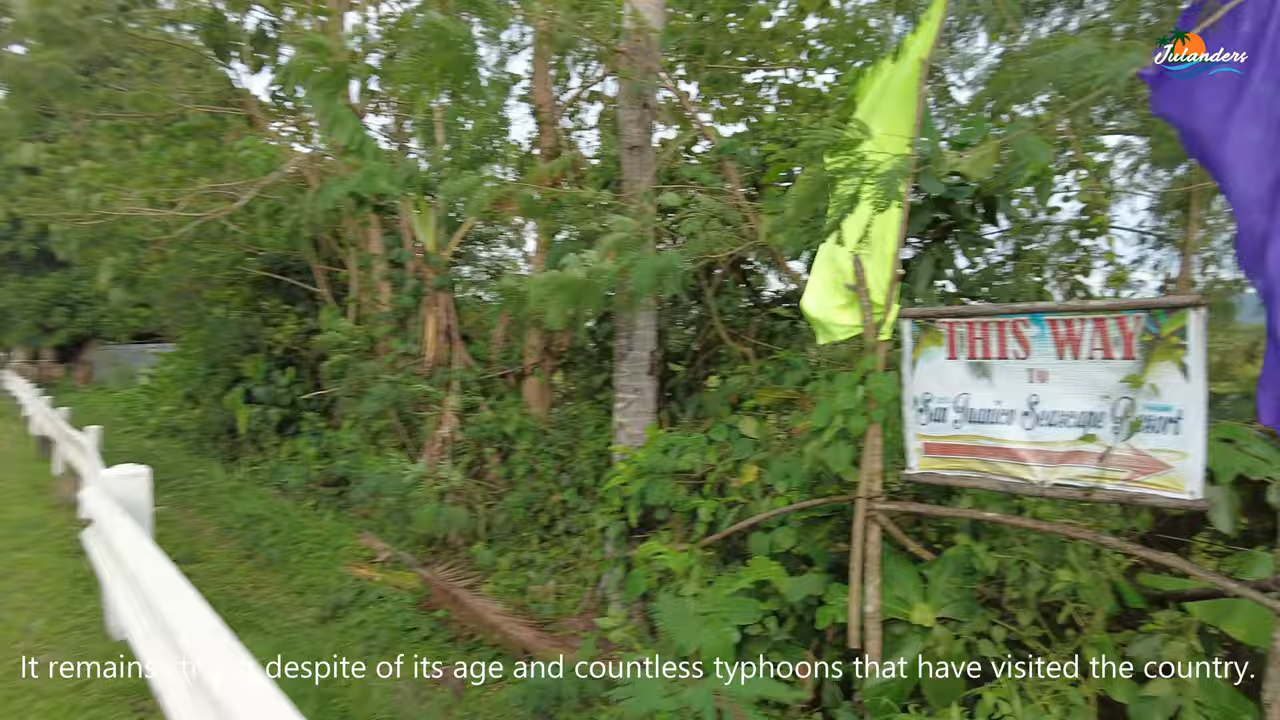 Julanders
THIS WAY
TO
San Juanico Seascape Resort
It remains despite of its age and countless typhoons that have visited the country.